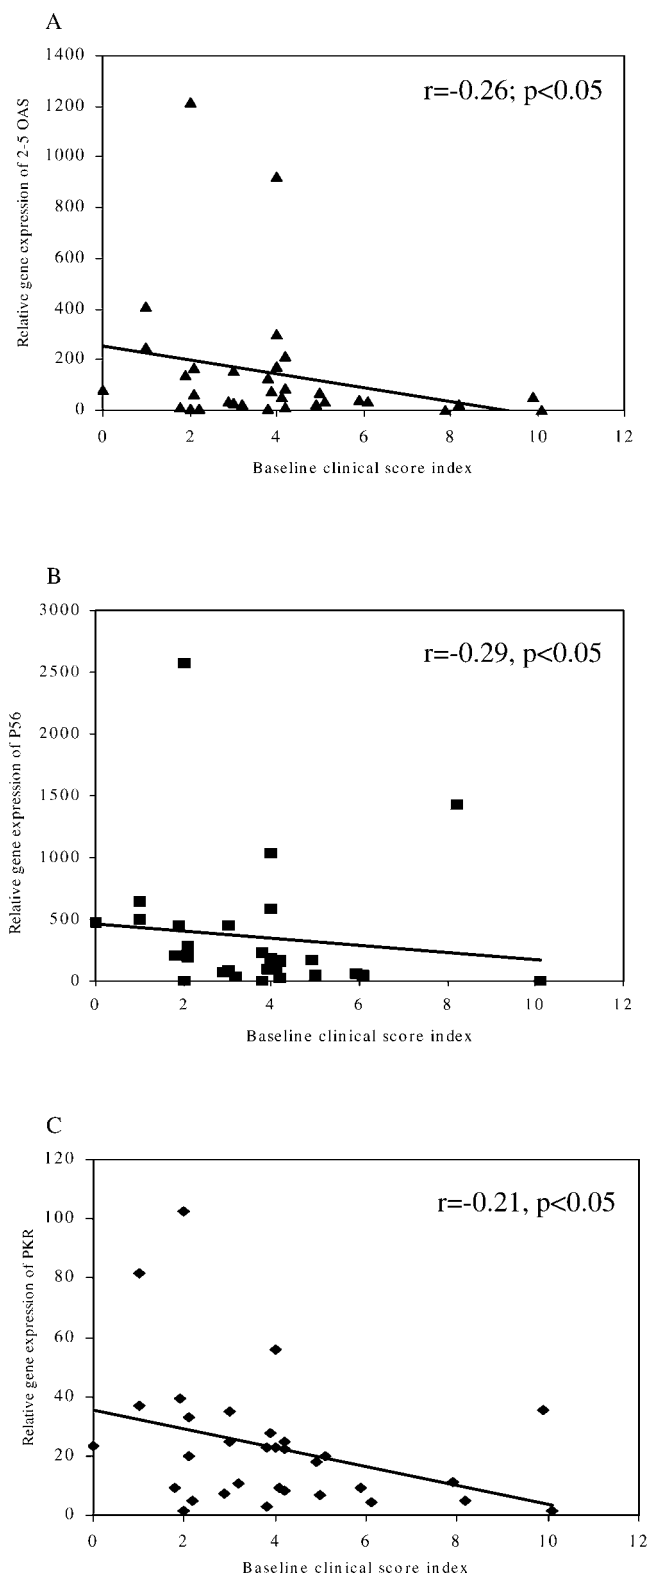 A
r=-0.26; p<0.05
Relative gene expression of 2-5 OAS
1400
1200
1000
800
600
400
200
0
0 2 4 6 8 10 12
Baseline clinical score index
B
r=-0.29, p<0.05
Relative gene expression of P56
3000
2500
2000
1500
1000
500
0
0 2 4 6 8 10 12
Baseline clinical score index
C
r=-0.21, p<0.05
Relative gene expression of PKR
120
100
80
60
40
20
0
0 2 4 6 8 10 12
Baseline clinical score index